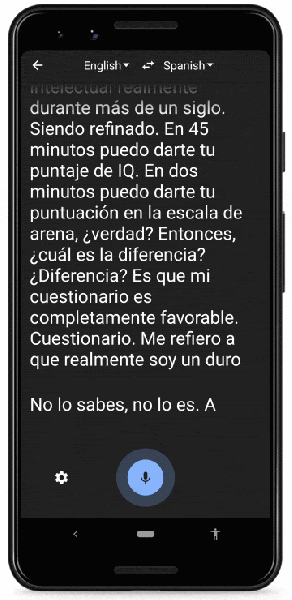 English Spanish
intelectual realmente
durante más de un siglo.
Siendo refinado. En 45
minutos puedo darte tu
puntaje de IQ. En dos
minutos puedo darte tu
puntuación en la escala de
arena, ¿verdad? Entonces,
¿cuál es la diferencia?
¿Diferencia? Es que mi
cuestionario es
completamente favorable.
Cuestionario. Me refiero a
que realmente soy un duro
No lo sabes, no lo es. A